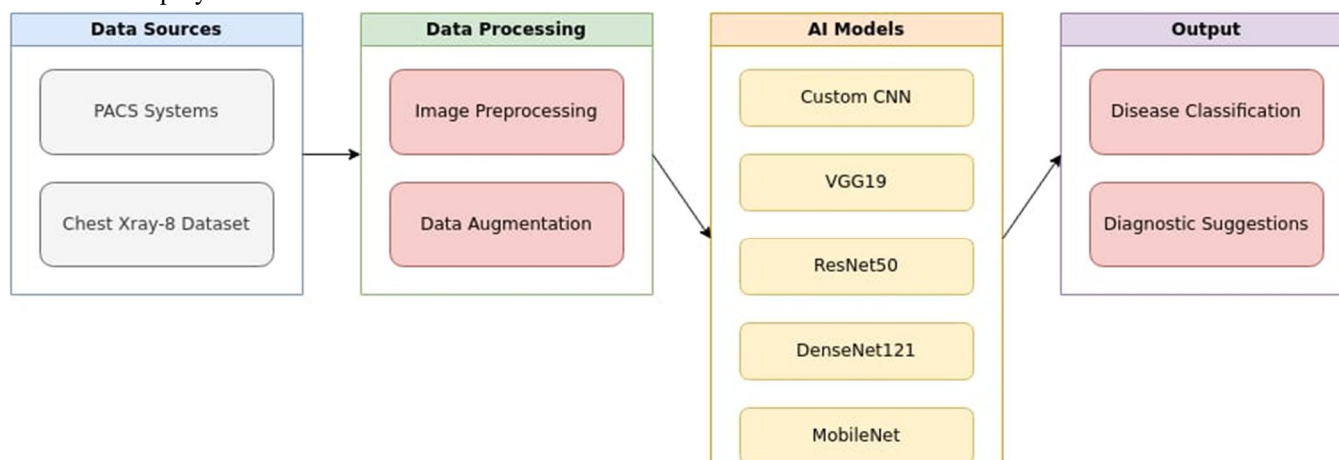 Data Sources
PACS Systems
Chest Xray-8 Dataset
Data Processing
Image Preprocessing
Data Augmentation
AI Models
Custom CNN
VGG19
ResNet50
DenseNet121
MobileNet
Output
Disease Classification
Diagnostic Suggestions